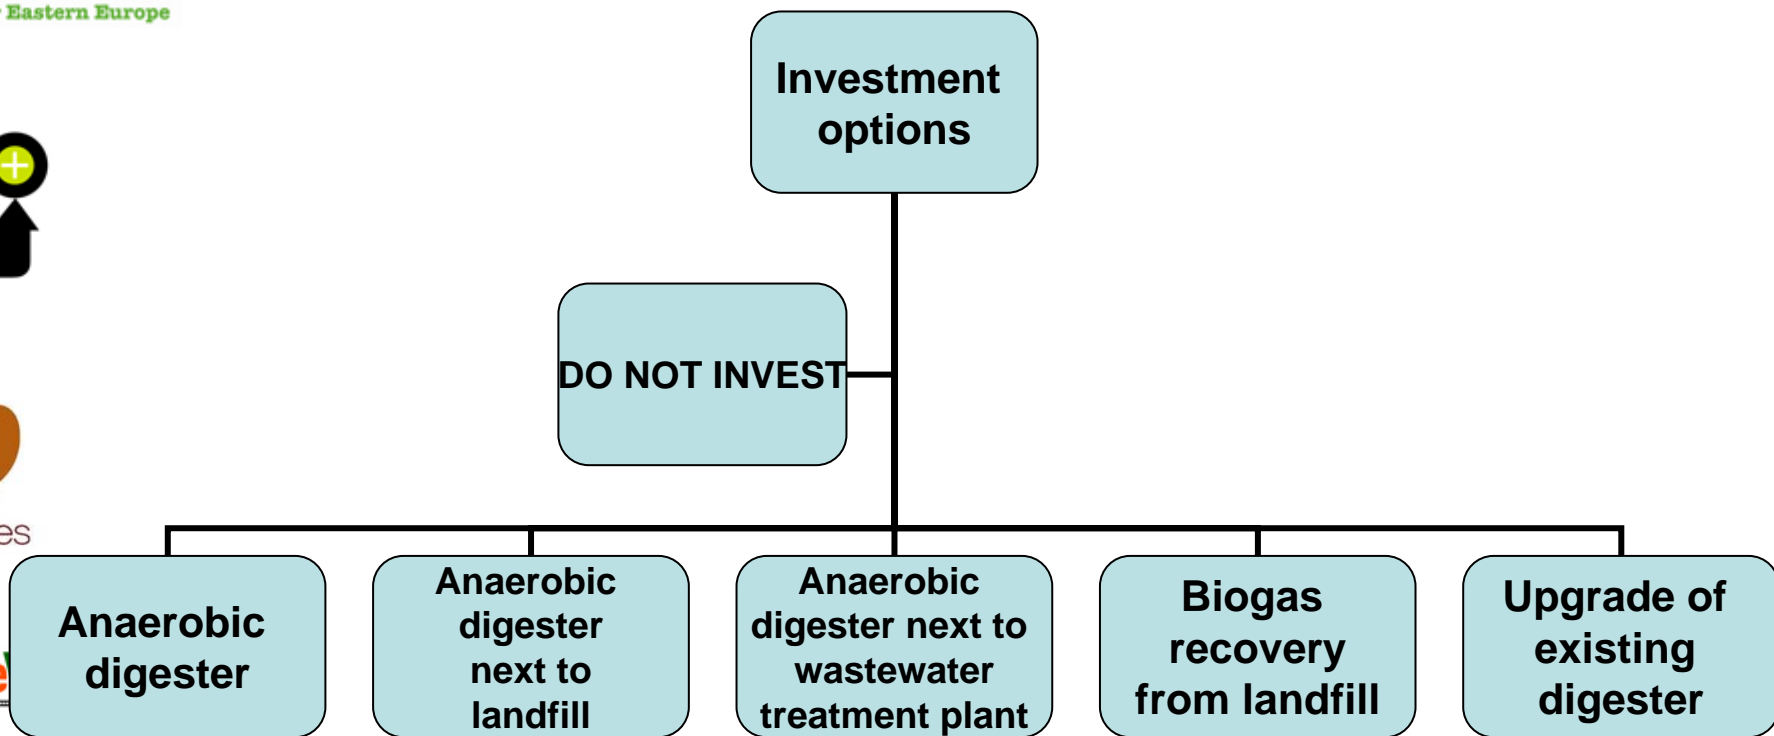 Eastern Europe
Investment
options
DO NOT INVEST
es
Anaerobic
digester
Anaerobic
digester
next to
landfill
Anaerobic
digester next to
wastewater
treatment plant
Biogas
recovery
from landfill
Upgrade of
existing
digester